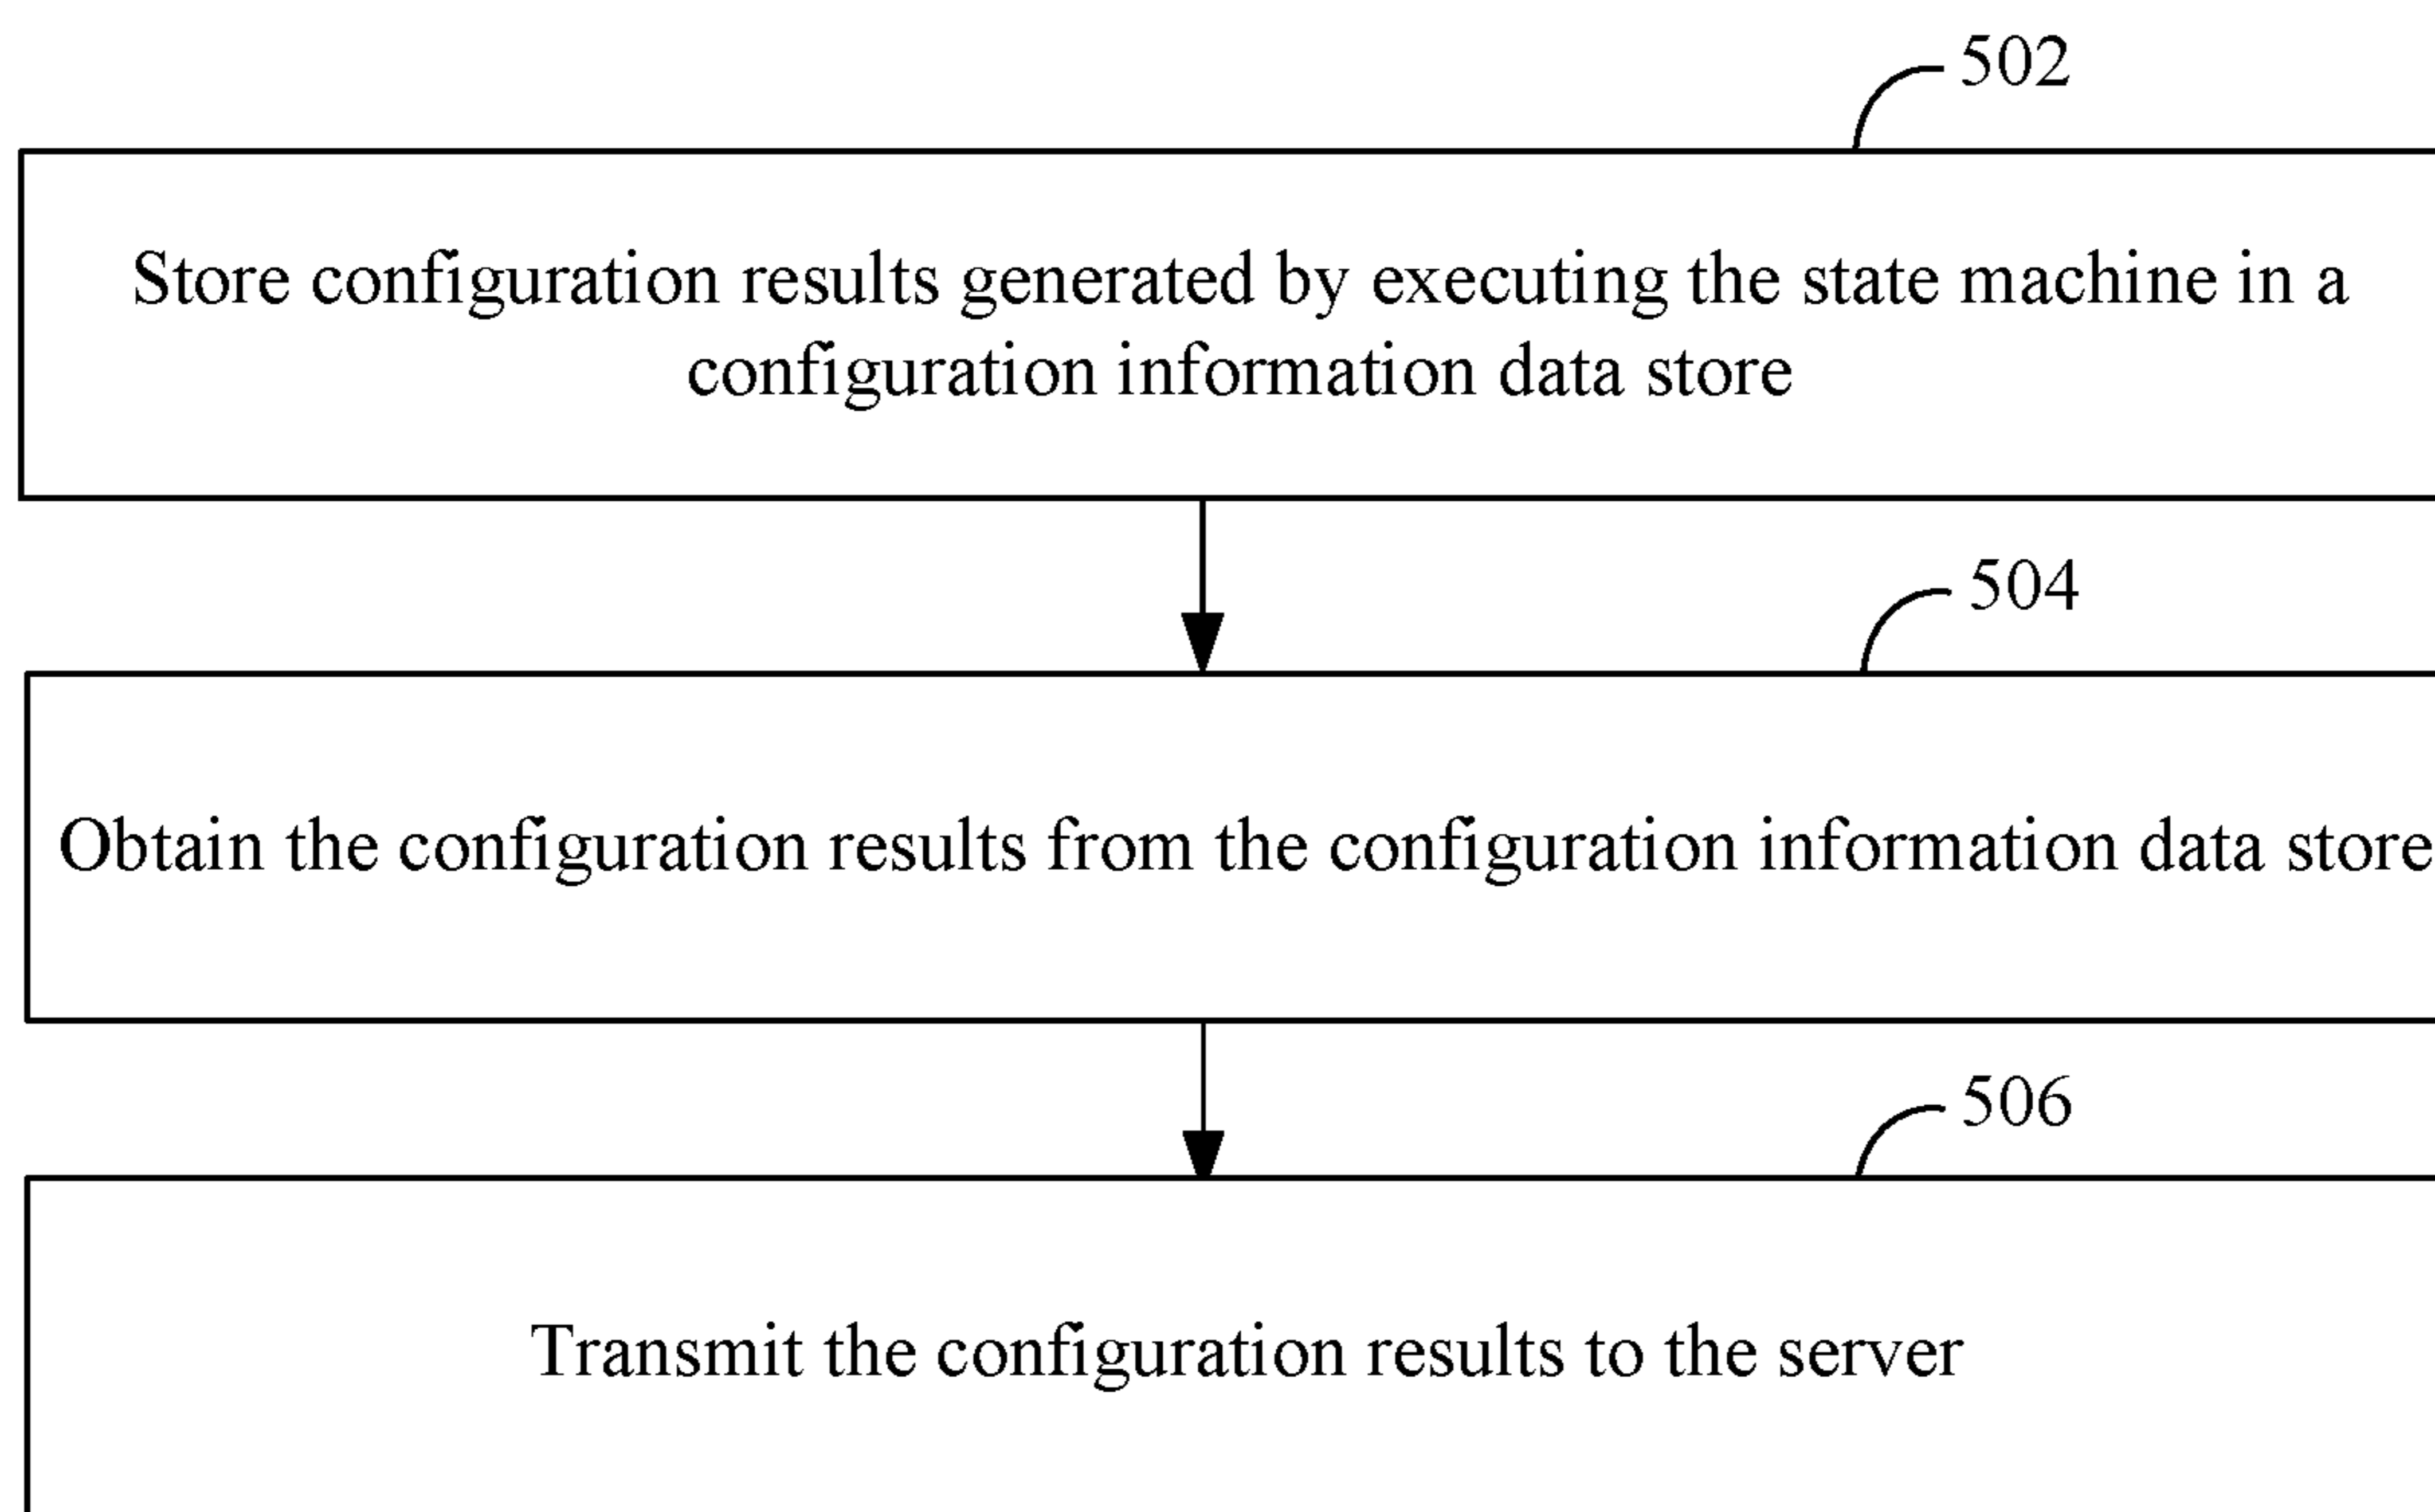 502
Store configuration results generated by executing the state machine in a
configuration information data store
504
Obtain the configuration results from the configuration information data store
506
Transmit the configuration results to the server